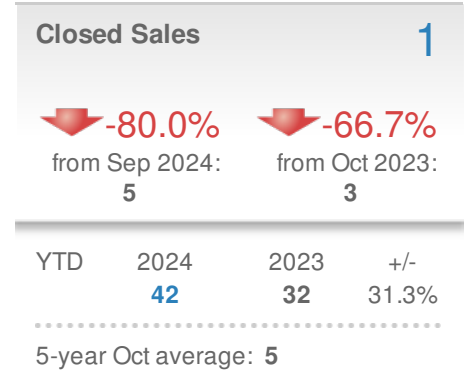 Closed Sales 1
-80.0% -66.7%
from Sep 2024: from Oct 2023:
5 3
YTD 2024 2023 +/-
42 32 31.3%
5-year Oct average: 5